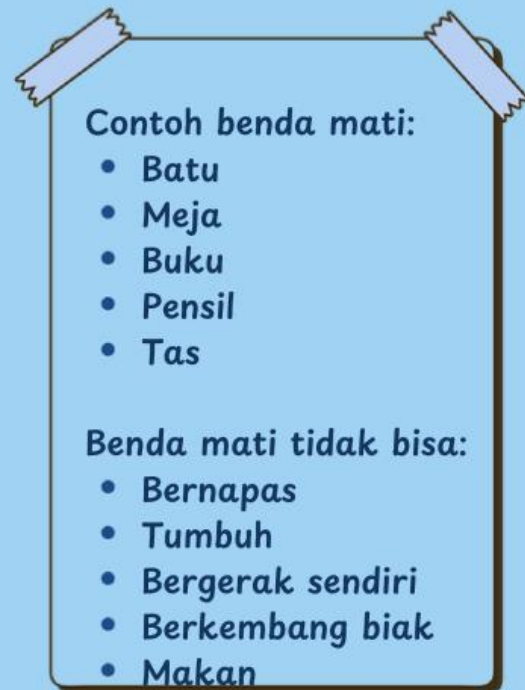 Contoh benda mati:
• Batu
• Meja
• Buku
• Pensil
• Tas
Benda mati tidak bisa:
• Bernapas
• Tumbuh
• Bergerak sendiri
• Berkembang biak
• Makan